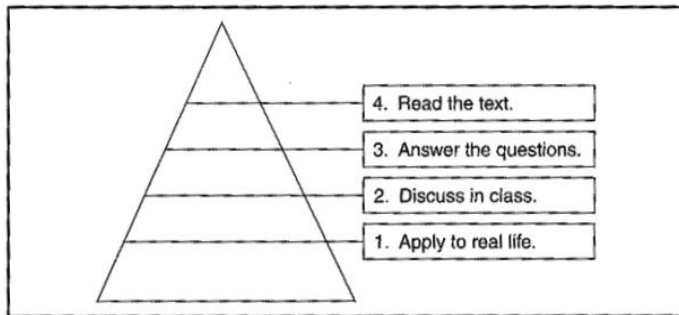 4. Read the text.
3. Answer the questions.
2. Discuss in class.
1. Apply to real life.